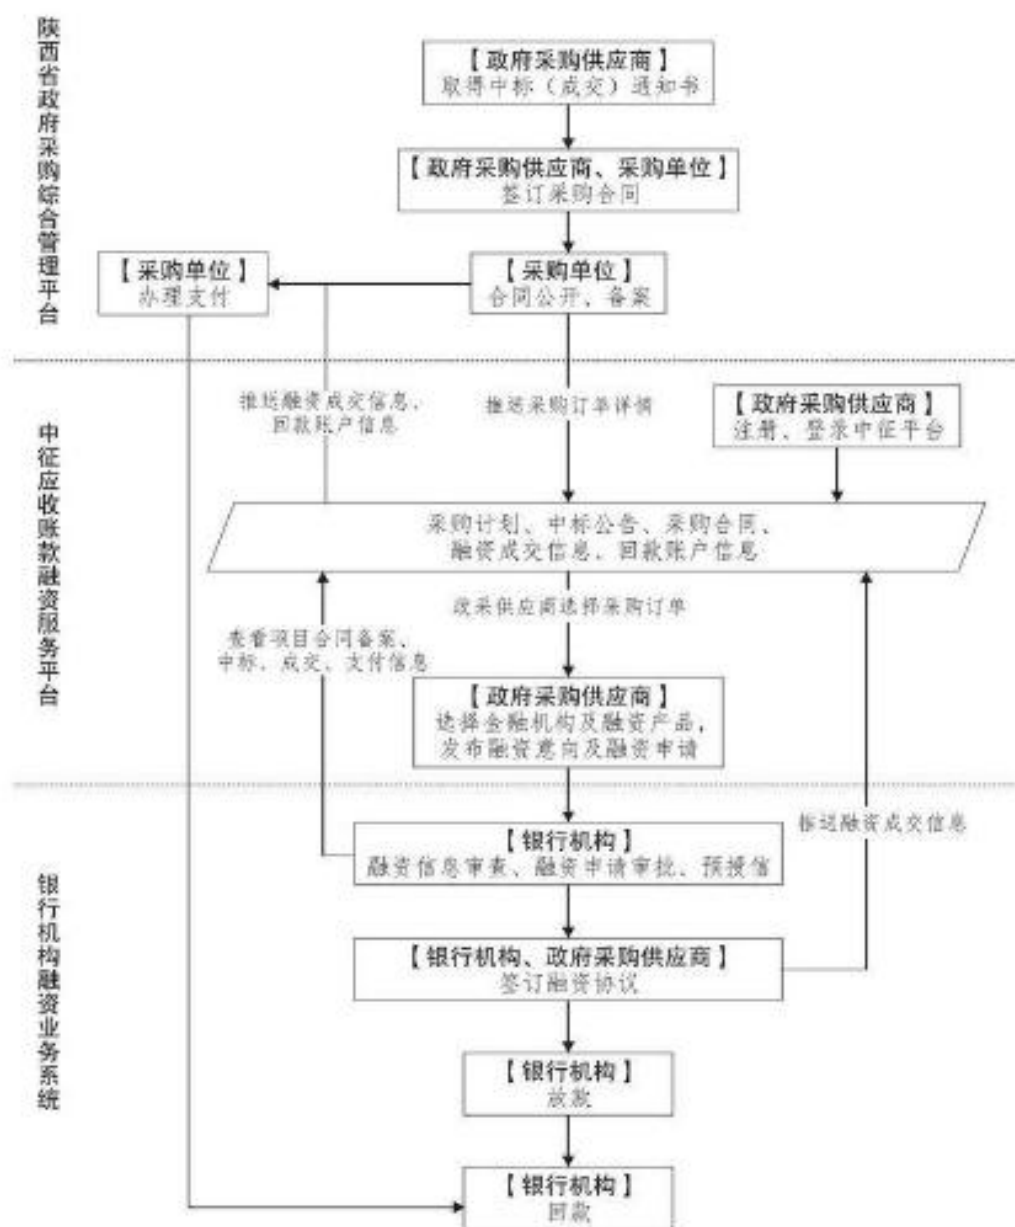 陕西省政府采购综合管理平台
【政府采购供应商】
取得中标（成交）通知书
【政府采购供应商、采购单位】
签订采购合同
【采购单位】
办理支付
【采购单位】
合同公开、备案
中征应收账款融资服务平台
推送融资成交信息、
回款账户信息
推送采购订单详情
【政府采购供应商】
注册、登录中征平台
采购计划、中标公告、采购合同、
融资成交信息、回款账户信息
政采供应商选择采购订单
查看项目合同备案、
中标、成交、支付信息
【政府采购供应商】
选择金融机构及融资产品，
发布融资意向及融资申请
银行机构融资业务系统
【银行机构】
融资信息审查、融资申请审批、预授信
推送融资成交信息
【银行机构、政府采购供应商】
签订融资协议
【银行机构】
放款
【银行机构】
回款